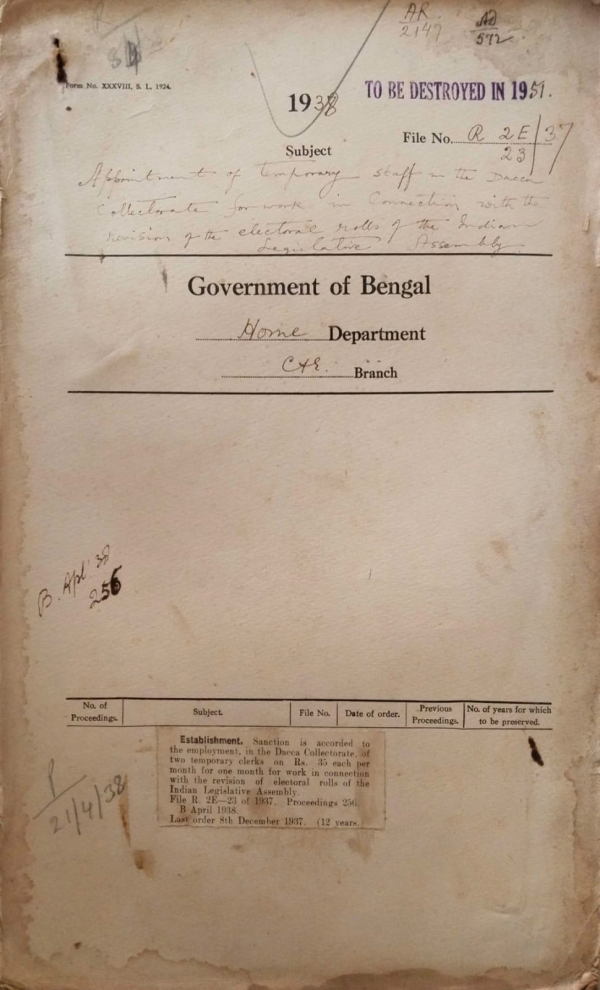 AR
2147
AD
572
Form No. XXXVIII, S. L, 1924.
1938
TO BE DESTROYED IN 1951.
File No. R 2E/37
23
Subject
Appointment of temporary staff in the Dacca
Collectorate for work in Connection with the
revision of the electoral rolls of the Indian
Legislative Assembly.
Government of Bengal
Home Department
C&E. Branch
B. Apl' 38
256
No. of Proceedings. Subject. File No. Date of order. Previous Proceedings. No. of years for which to be preserved.
Establishment. Sanction is accorded to
the employment, in the Dacca Collectorate, of
two temporary clerks on Rs. 35 each per
month for one month for work in connection
with the revision of electoral rolls of the
Indian Legislative Assembly.
File R. 2E—23 of 1937. Proceedings 256.
B April 1938.
Last order 8th December 1937. (12 years.
21/4/38